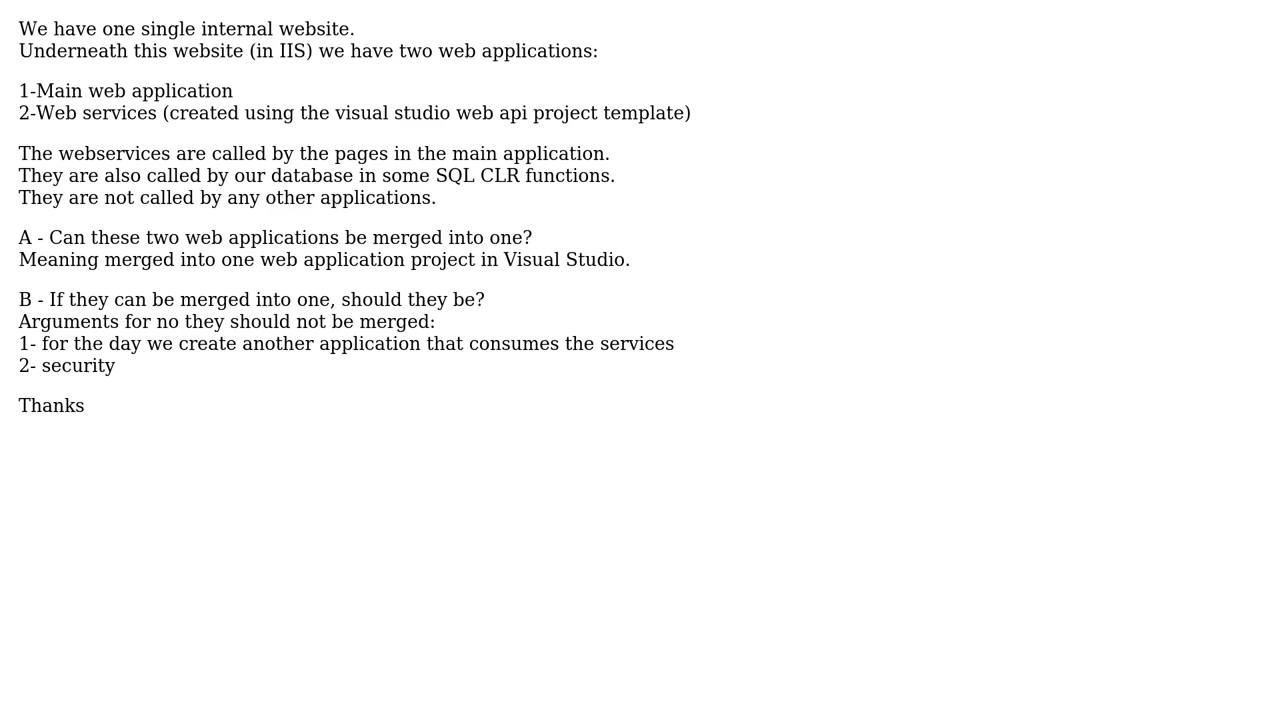 We have one single internal website.
Underneath this website (in IIS) we have two web applications:
1-Main web application
2-Web services (created using the visual studio web api project template)
The webservices are called by the pages in the main application.
They are also called by our database in some SQL CLR functions.
They are not called by any other applications.
A - Can these two web applications be merged into one?
Meaning merged into one web application project in Visual Studio.
B - If they can be merged into one, should they be?
Arguments for no they should not be merged:
1- for the day we create another application that consumes the services
2- security
Thanks